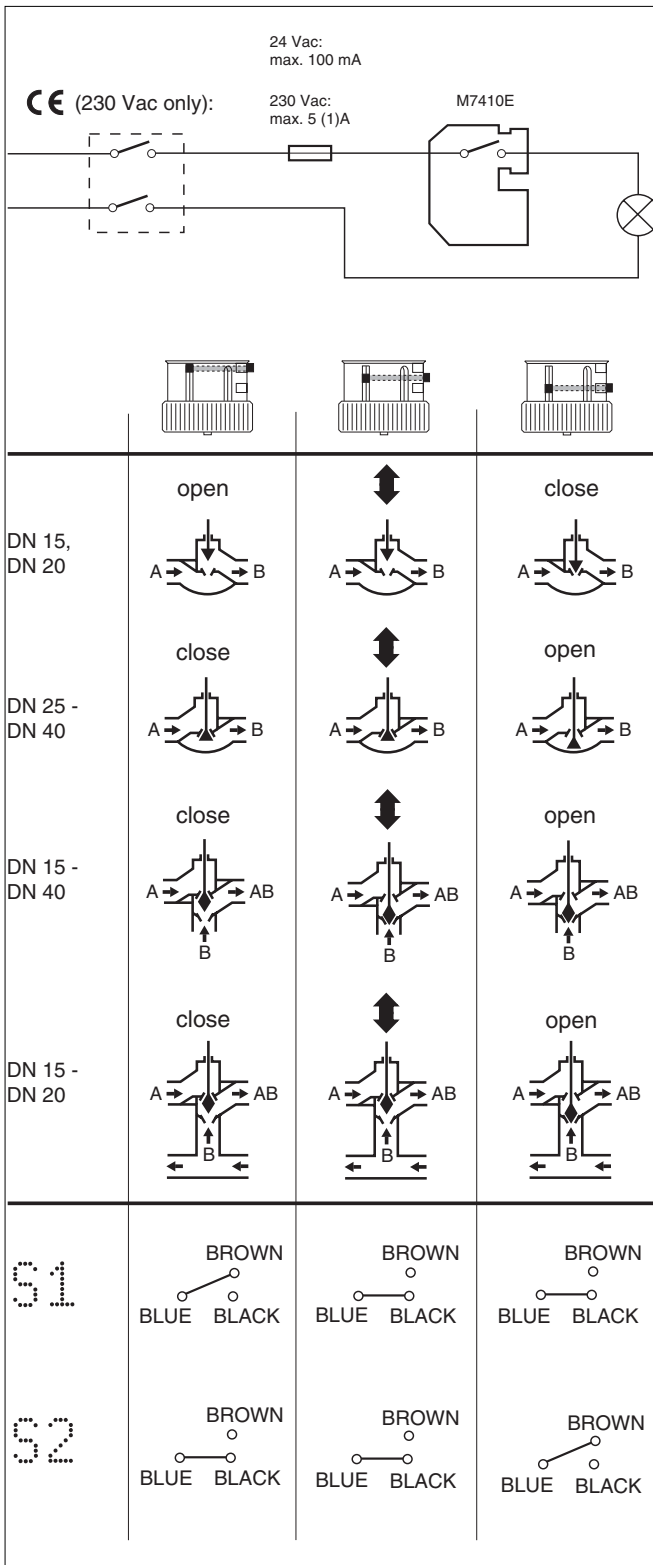 24 Vac:
max. 100 mA
CE (230 Vac only):
230 Vac:
max. 5 (1)A
M7410E
open
close
DN 15,
DN 20
A B
A B
A B
close
open
DN 25 -
DN 40
A B
A B
A B
close
open
DN 15 -
DN 40
A AB
A AB
A AB
B
B
B
close
open
DN 15 -
DN 20
A AB
A AB
A AB
B
B
B
S1
BROWN
BROWN
BROWN
BLUE BLACK
BLUE BLACK
BLUE BLACK
S2
BROWN
BROWN
BROWN
BLUE BLACK
BLUE BLACK
BLUE BLACK